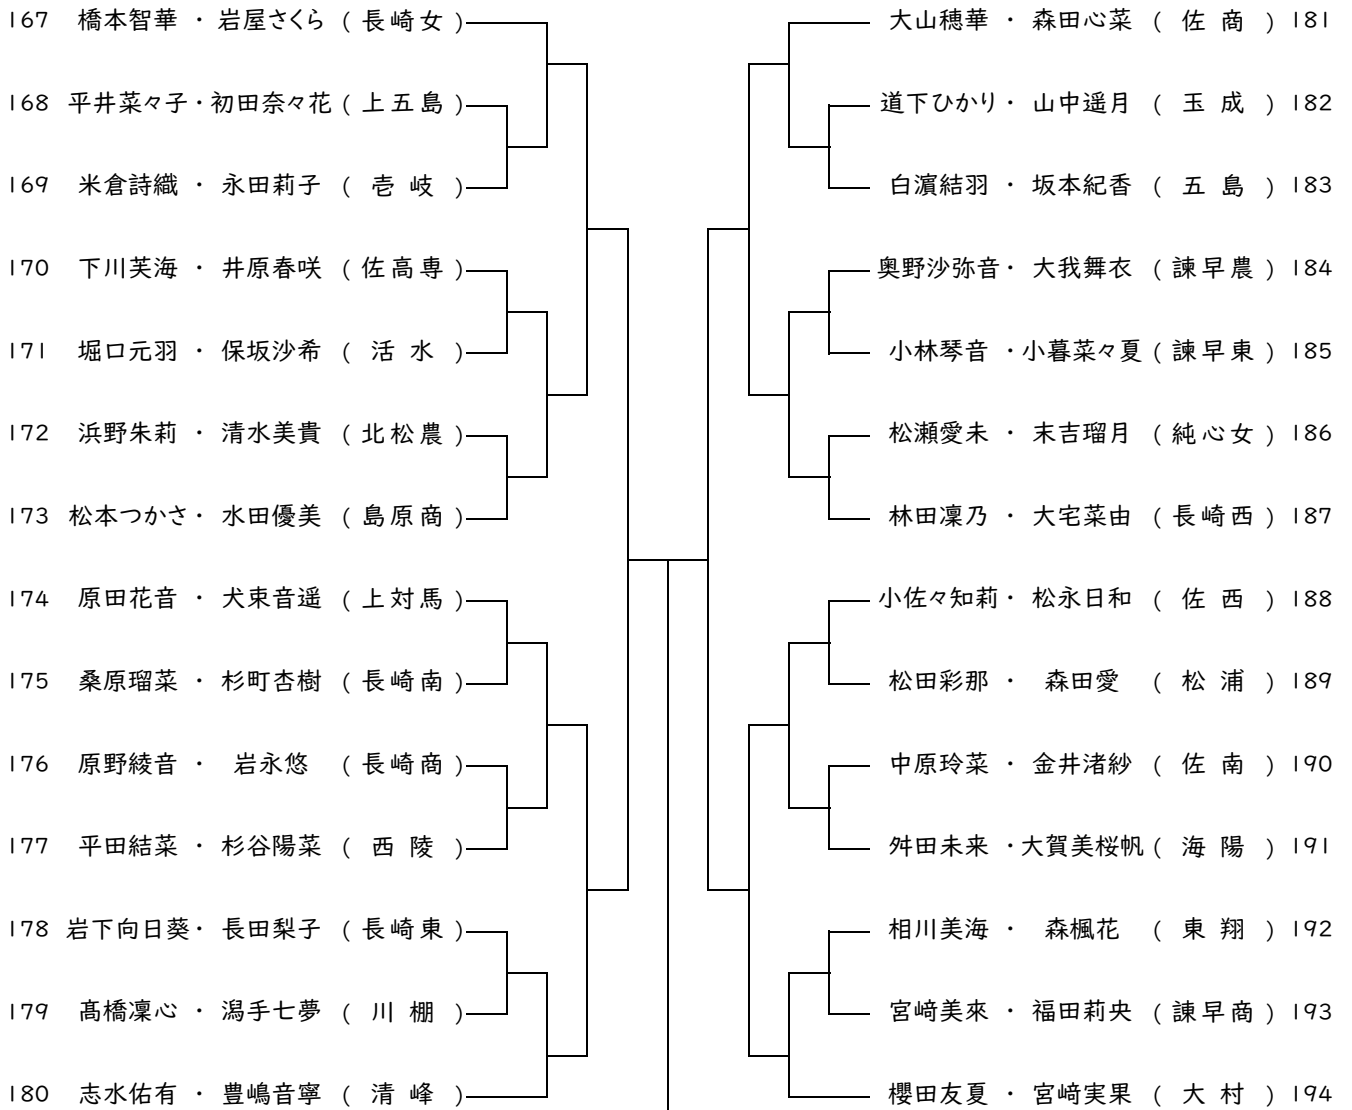 167 橋本智華 ・ 岩屋さくら ( 長崎女 )
168 平井菜々子・初田奈々花 ( 上五島 )
169 米倉詩織 ・ 永田莉子 ( 壱 岐 )
170 下川芙海 ・ 井原春咲 ( 佐高専 )
171 堀口元羽 ・ 保坂沙希 ( 活 水 )
172 浜野朱莉 ・ 清水美貴 ( 北松農 )
173 松本つかさ・ 水田優美 ( 島原商 )
174 原田花音 ・ 犬束音遥 ( 上対馬 )
175 桑原瑠菜 ・ 杉町杏樹 ( 長崎南 )
176 原野綾音 ・ 岩永悠 ( 長崎商 )
177 平田結菜 ・ 杉谷陽菜 ( 西 陵 )
178 岩下向日葵・ 長田梨子 ( 長崎東 )
179 髙橋凜心 ・ 潟手七夢 ( 川 棚 )
180 志水佑有 ・ 豊嶋音寧 ( 清 峰 )
大山穂華 ・ 森田心菜 ( 佐 商 ) 181
道下ひかり・ 山中遥月 ( 玉 成 ) 182
白濵結羽 ・ 坂本紀香 ( 五 島 ) 183
奥野沙弥音・ 大我舞衣 ( 諫早農 ) 184
小林琴音 ・小暮菜々夏 ( 諫早東 ) 185
松瀬愛未 ・ 末吉瑠月 ( 純心女 ) 186
林田凜乃 ・ 大宅菜由 ( 長崎西 ) 187
小佐々知莉・ 松永日和 ( 佐 西 ) 188
松田彩那 ・ 森田愛 ( 松 浦 ) 189
中原玲菜 ・ 金井渚紗 ( 佐 南 ) 190
舛田未来 ・大賀美桜帆 ( 海 陽 ) 191
相川美海 ・ 森楓花 ( 東 翔 ) 192
宮﨑美來 ・ 福田莉央 ( 諫早商 ) 193
櫻田友夏 ・ 宮﨑実果 ( 大 村 ) 194